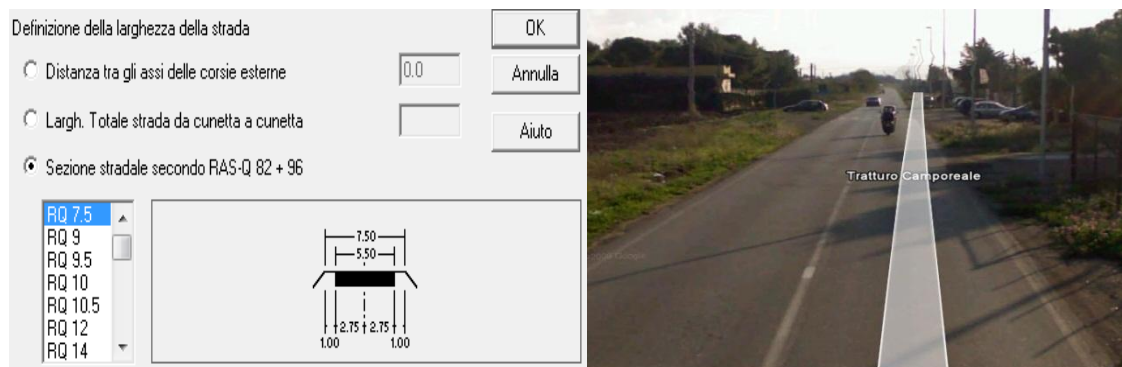 Definizione della larghezza della strada
OK
Distanza tra gli assi delle corsie esterne
0.0
Annulla
Largh. Totale strada da cunetta a cunetta
Aiuto
Sezione stradale secondo RAS-Q 82 + 96
RQ 7.5
RQ 9
RQ 9.5
RQ 10
RQ 10.5
RQ 12
RQ 14
7.50
5.50
2.75 2.75
1.00 1.00
Tratturo Camporeale